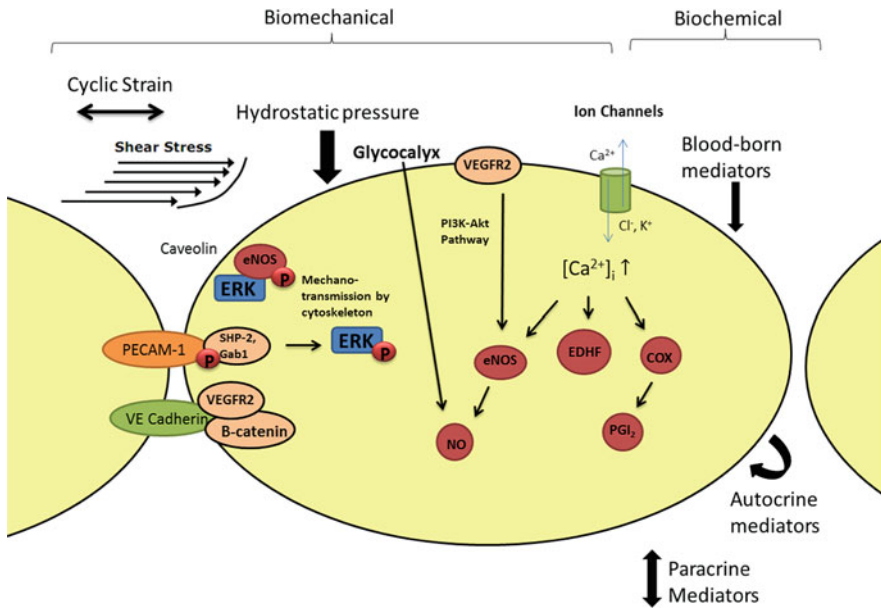 Biomechanical
Biochemical
Cyclic Strain
Hydrostatic pressure
Ion Channels
Shear Stress
Glycocalyx
VEGFR2
Ca²⁺
Blood-born
mediators
Cl⁻, K⁺
PI3K-Akt
Pathway
Caveolin
eNOS
P
ERK
Mechano-
transmission by
cytoskeleton
[Ca²⁺]ᵢ ↑
PECAM-1
SHP-2,
Gab1
P
ERK
P
eNOS
EDHF
COX
VE Cadherin
VEGFR2
B-catenin
NO
PGI₂
Autocrine
mediators
Paracrine
Mediators